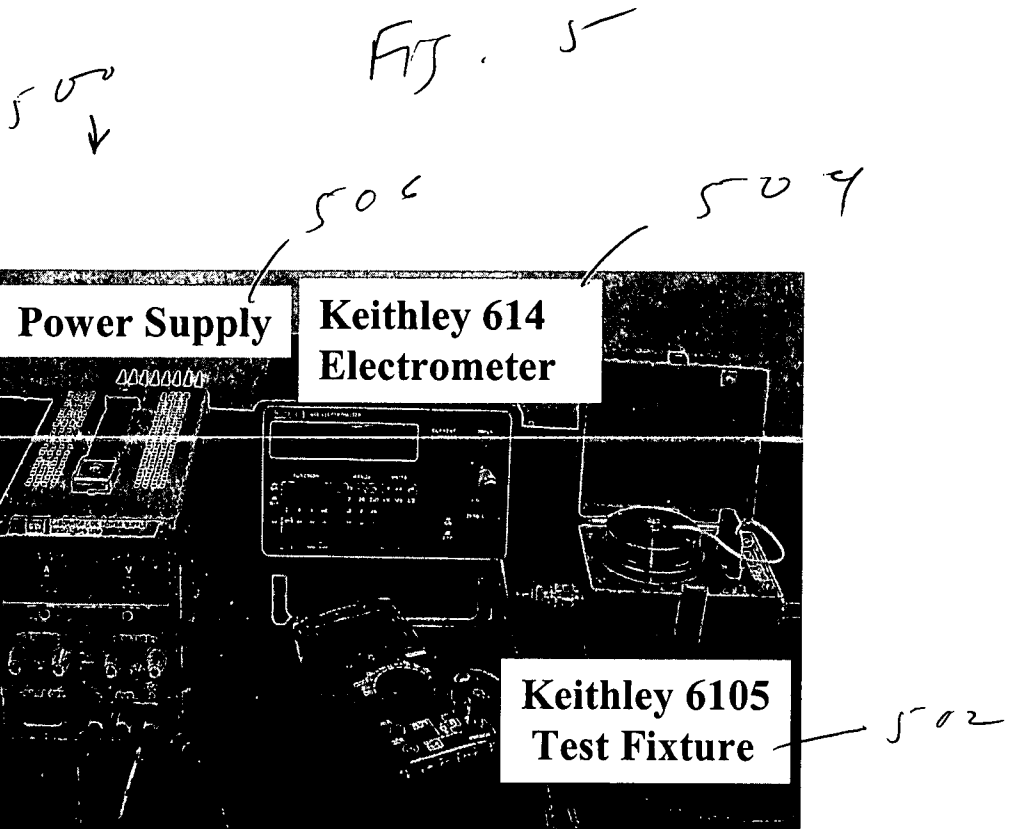 Fig. 5
500
506
504
Power Supply
Keithley 614
Electrometer
A
V
Keithley 6105
Test Fixture
502